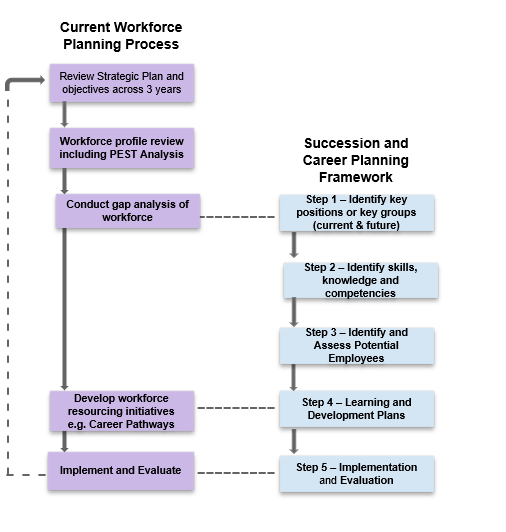 Current Workforce
Planning Process
Review Strategic Plan and
objectives across 3 years
Workforce profile review
including PEST Analysis
Conduct gap analysis of
workforce
Develop workforce
resourcing initiatives
e.g. Career Pathways
Implement and Evaluate
Succession and
Career Planning
Framework
Step 1 – Identify key
positions or key groups
(current & future)
Step 2 – Identify skills,
knowledge and
competencies
Step 3 – Identify and
Assess Potential
Employees
Step 4 – Learning and
Development Plans
Step 5 – Implementation
and Evaluation